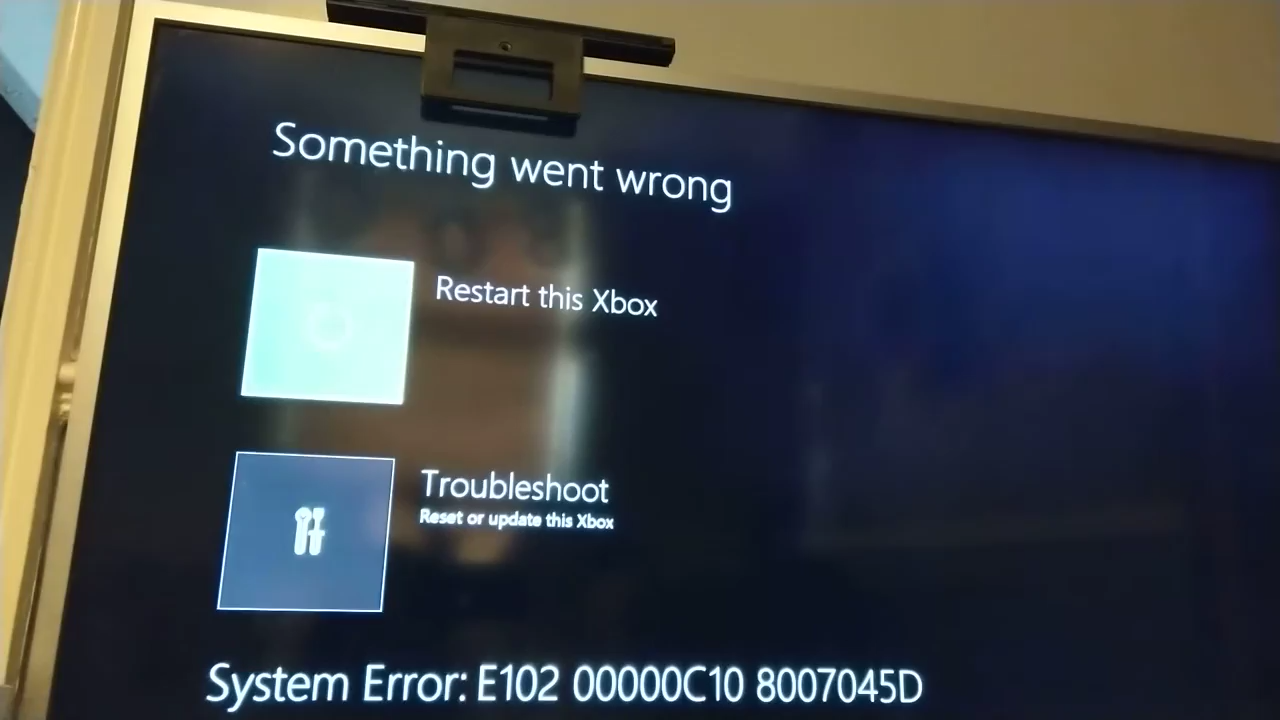 Something went wrong
Restart this Xbox
Troubleshoot
Reset or update this Xbox
System Error: E102 00000C10 8007045D